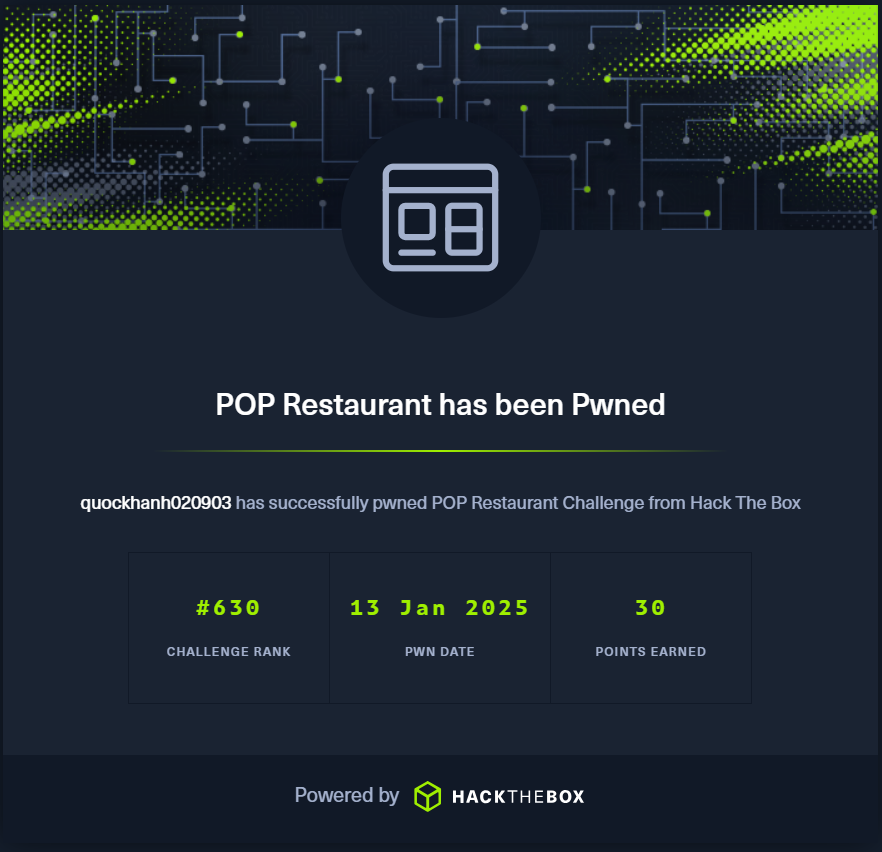 POP Restaurant has been Pwned
quockhanh020903 has successfully pwned POP Restaurant Challenge from Hack The Box
#630 13 Jan 2025 30
CHALLENGE RANK PWN DATE POINTS EARNED
Powered by HACKTHEBOX